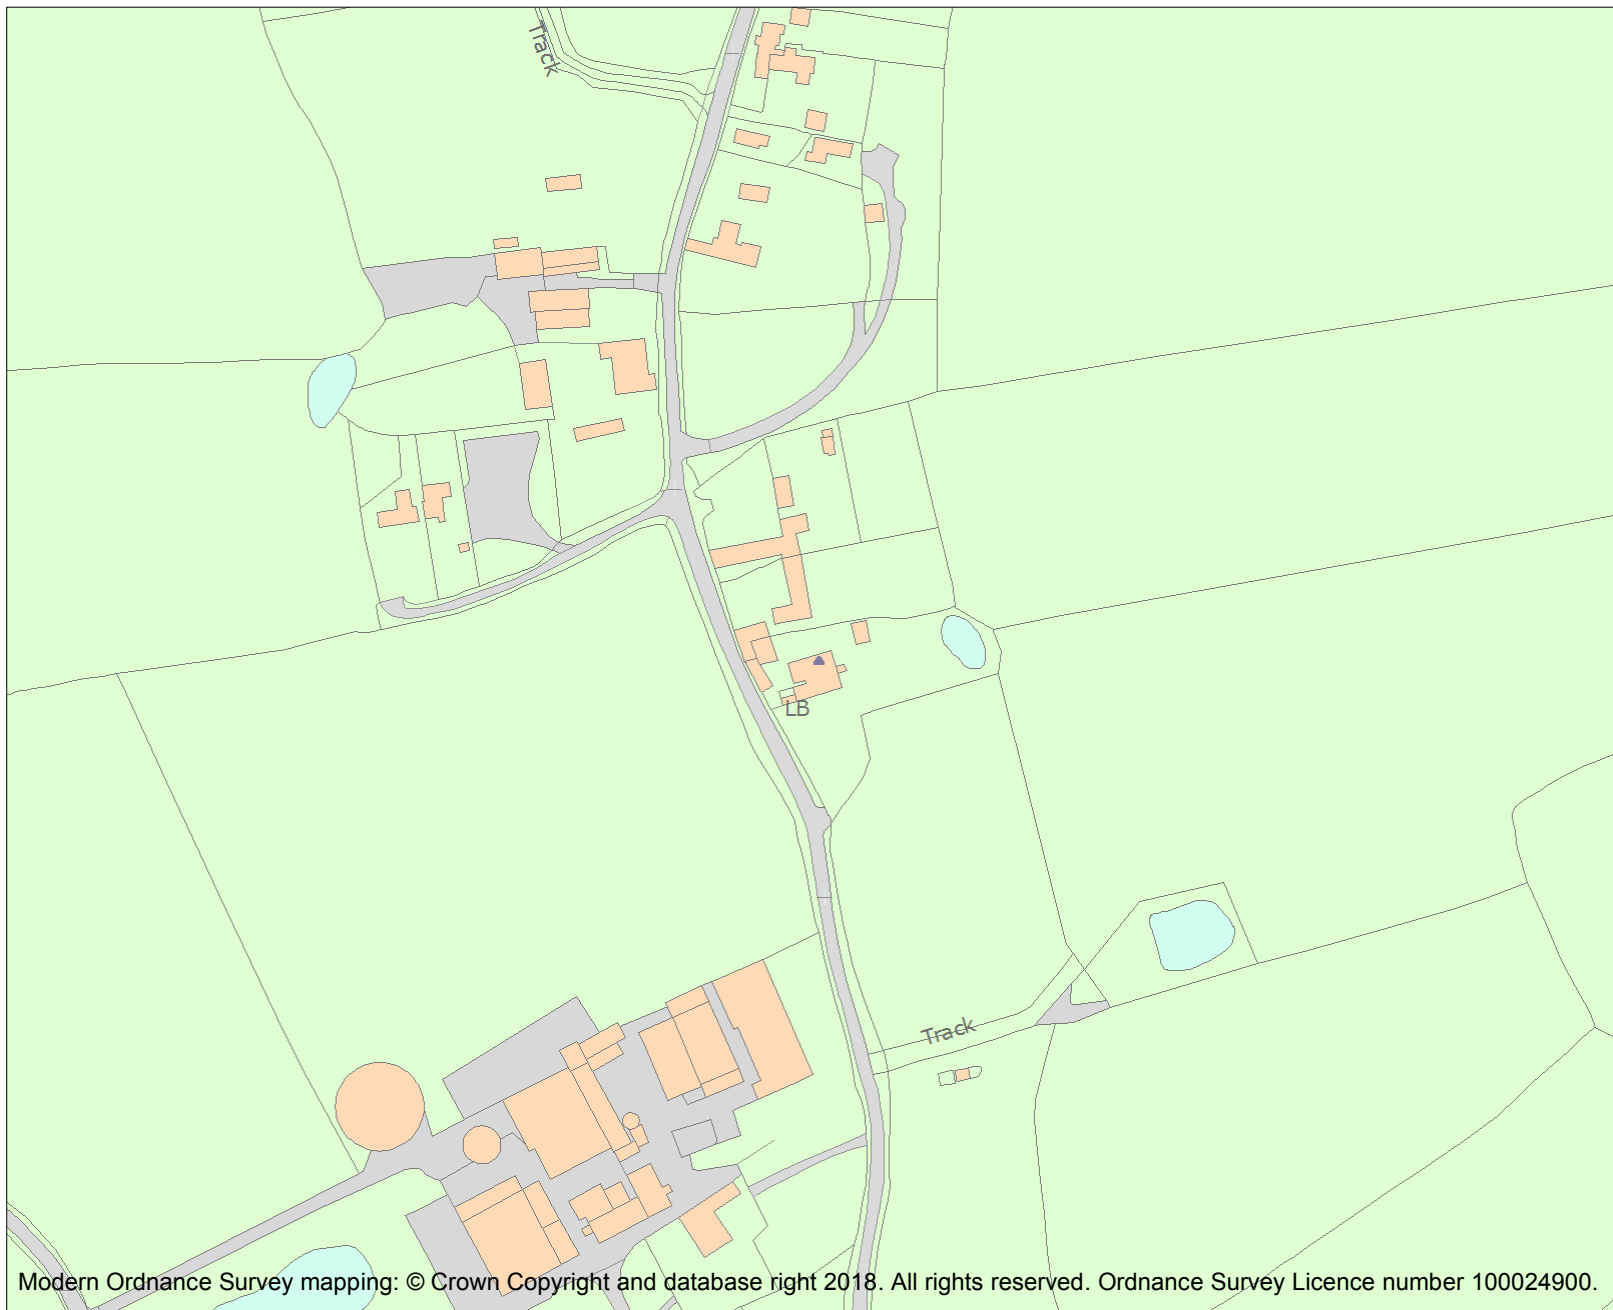 Track
LB
Track
Modern Ordnance Survey mapping: © Crown Copyright and database right 2018. All rights reserved. Ordnance Survey Licence number 100024900.